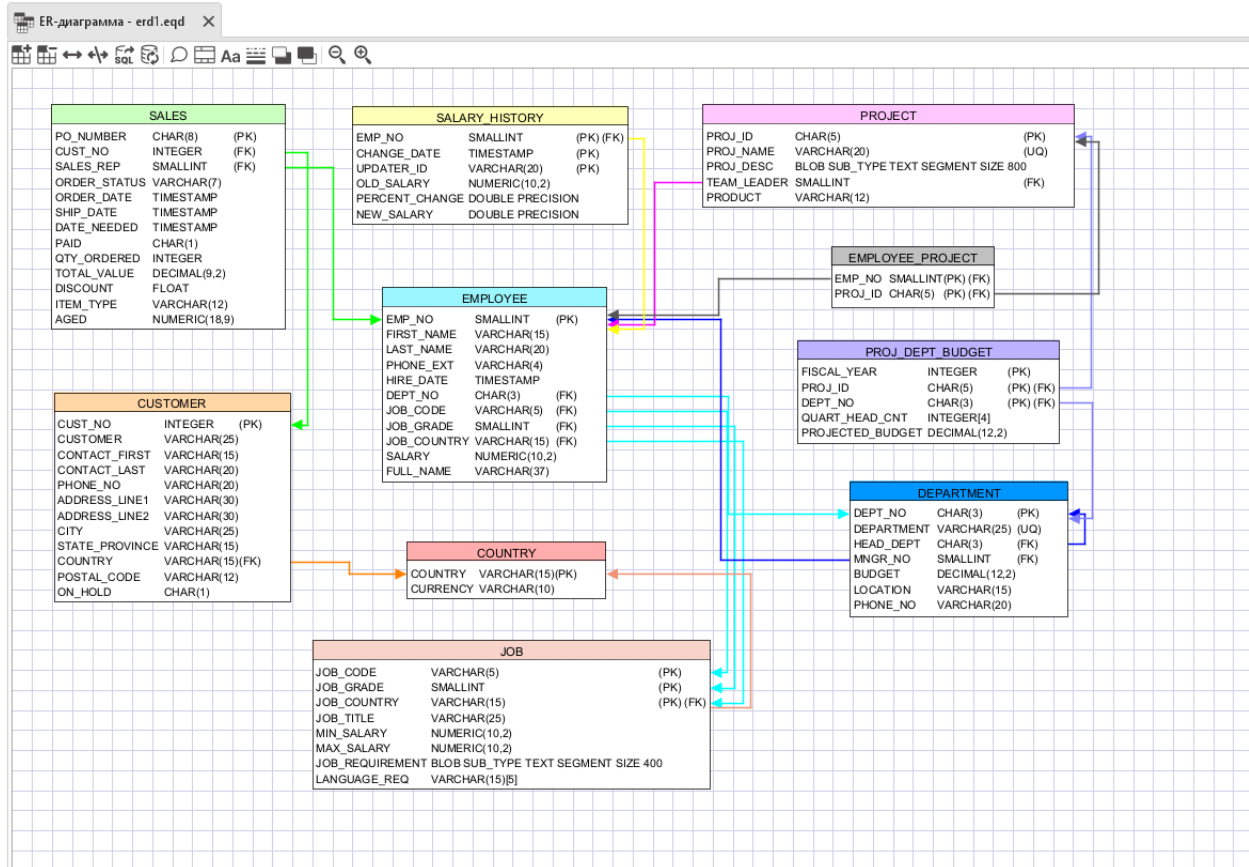 ER-диаграмма - erd1.eqd
SQL
Aa
SALES
PO_NUMBER CHAR(8) (PK)
CUST_NO INTEGER (FK)
SALES_REP SMALLINT (FK)
ORDER_STATUS VARCHAR(7)
ORDER_DATE TIMESTAMP
SHIP_DATE TIMESTAMP
DATE_NEEDED TIMESTAMP
PAID CHAR(1)
QTY_ORDERED INTEGER
TOTAL_VALUE DECIMAL(9,2)
DISCOUNT FLOAT
ITEM_TYPE VARCHAR(12)
AGED NUMERIC(18,9)
SALARY_HISTORY
EMP_NO SMALLINT (PK) (FK)
CHANGE_DATE TIMESTAMP (PK)
UPDATER_ID VARCHAR(20) (PK)
OLD_SALARY NUMERIC(10,2)
PERCENT_CHANGE DOUBLE PRECISION
NEW_SALARY DOUBLE PRECISION
PROJECT
PROJ_ID CHAR(5) (PK)
PROJ_NAME VARCHAR(20) (UQ)
PROJ_DESC BLOB SUB_TYPE TEXT SEGMENT SIZE 800
TEAM_LEADER SMALLINT (FK)
PRODUCT VARCHAR(12)
EMPLOYEE_PROJECT
EMP_NO SMALLINT(PK) (FK)
PROJ_ID CHAR(5) (PK) (FK)
EMPLOYEE
EMP_NO SMALLINT (PK)
FIRST_NAME VARCHAR(15)
LAST_NAME VARCHAR(20)
PHONE_EXT VARCHAR(4)
HIRE_DATE TIMESTAMP
DEPT_NO CHAR(3) (FK)
JOB_CODE VARCHAR(5) (FK)
JOB_GRADE SMALLINT (FK)
JOB_COUNTRY VARCHAR(15) (FK)
SALARY NUMERIC(10,2)
FULL_NAME VARCHAR(37)
PROJ_DEPT_BUDGET
FISCAL_YEAR INTEGER (PK)
PROJ_ID CHAR(5) (PK) (FK)
DEPT_NO CHAR(3) (PK) (FK)
QUART_HEAD_CNT INTEGER[4]
PROJECTED_BUDGET DECIMAL(12,2)
CUSTOMER
CUST_NO INTEGER (PK)
CUSTOMER VARCHAR(25)
CONTACT_FIRST VARCHAR(15)
CONTACT_LAST VARCHAR(20)
PHONE_NO VARCHAR(20)
ADDRESS_LINE1 VARCHAR(30)
ADDRESS_LINE2 VARCHAR(30)
CITY VARCHAR(25)
STATE_PROVINCE VARCHAR(15)
COUNTRY VARCHAR(15)(FK)
POSTAL_CODE VARCHAR(12)
ON_HOLD CHAR(1)
DEPARTMENT
DEPT_NO CHAR(3) (PK)
DEPARTMENT VARCHAR(25) (UQ)
HEAD_DEPT CHAR(3) (FK)
MNGR_NO SMALLINT (FK)
BUDGET DECIMAL(12,2)
LOCATION VARCHAR(15)
PHONE_NO VARCHAR(20)
COUNTRY
COUNTRY VARCHAR(15)(PK)
CURRENCY VARCHAR(10)
JOB
JOB_CODE VARCHAR(5) (PK)
JOB_GRADE SMALLINT (PK)
JOB_COUNTRY VARCHAR(15) (PK) (FK)
JOB_TITLE VARCHAR(25)
MIN_SALARY NUMERIC(10,2)
MAX_SALARY NUMERIC(10,2)
JOB_REQUIREMENT BLOB SUB_TYPE TEXT SEGMENT SIZE 400
LANGUAGE_REQ VARCHAR(15)[5]